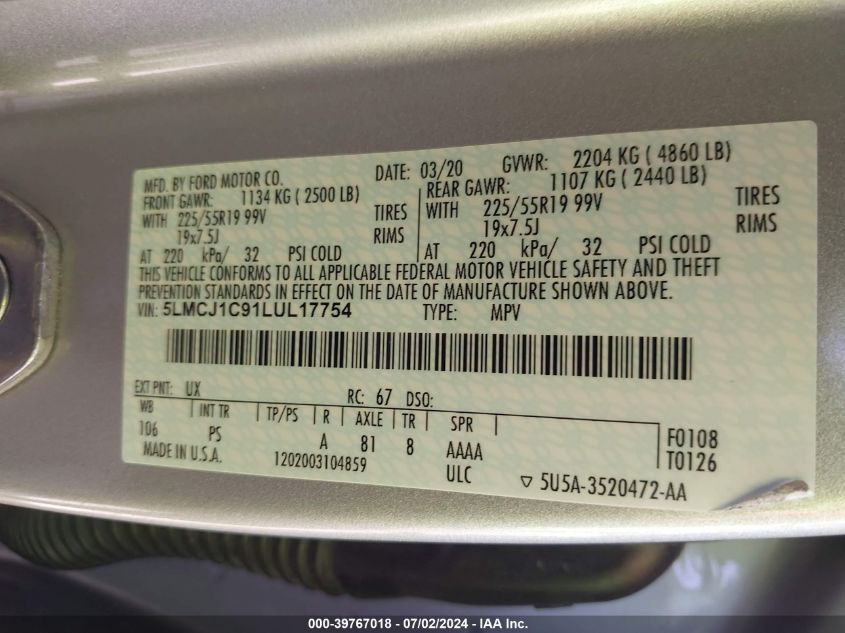 MFD. BY FORD MOTOR CO. DATE: 03/20 GVWR: 2204 KG ( 4860 LB)
FRONT GAWR: 1134 KG ( 2500 LB) REAR GAWR: 1107 KG ( 2440 LB)
WITH 225/55R19 99V TIRES WITH 225/55R19 99V TIRES
19x7.5J RIMS 19x7.5J RIMS
AT 220 kPa/ 32 PSI COLD AT 220 kPa/ 32 PSI COLD
THIS VEHICLE CONFORMS TO ALL APPLICABLE FEDERAL MOTOR VEHICLE SAFETY AND THEFT
PREVENTION STANDARDS IN EFFECT ON THE DATE OF MANUFACTURE SHOWN ABOVE.
VIN: 5LMCJ1C91LUL17754 TYPE: MPV
EXT PNT: UX RC: 67 DSO:
WB INT TR TP/PS R AXLE TR SPR
106 PS A 81 8 AAAA F0108
MADE IN U.S.A. 1202003104859 ULC T0126
▽ 5U5A-3520472-AA
000-39767018 - 07/02/2024 - IAA Inc.